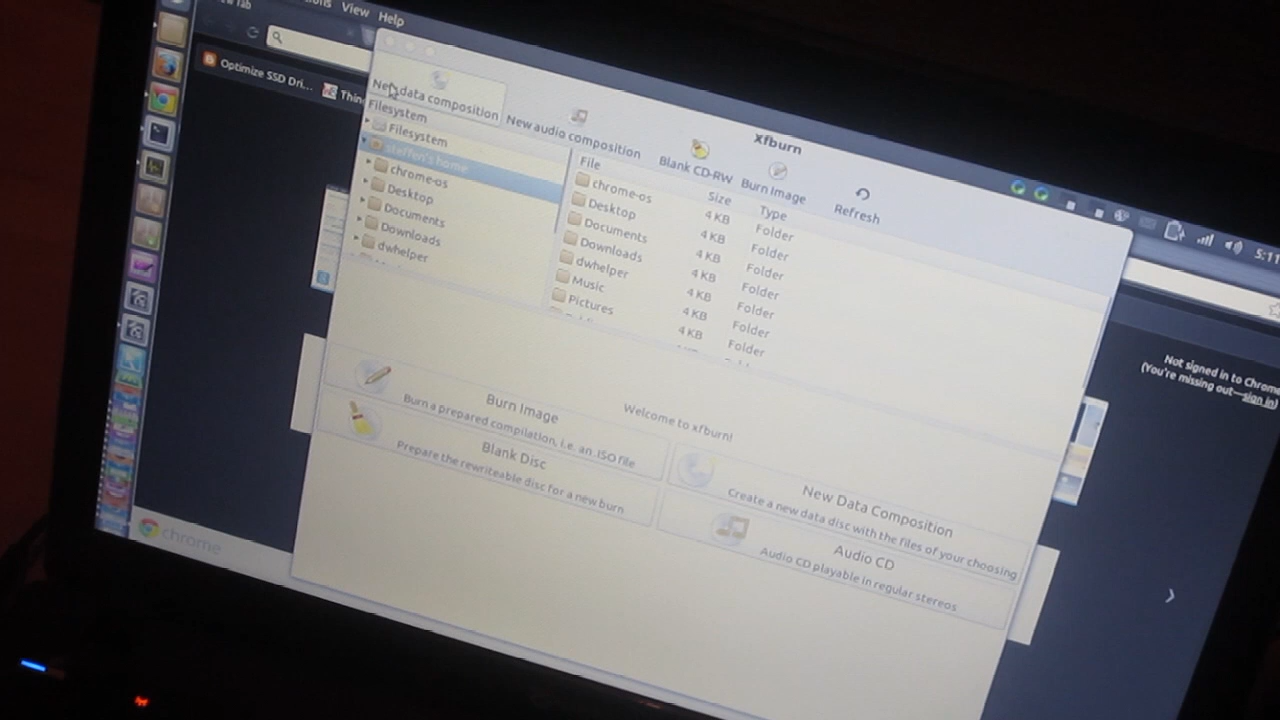 View Help
Optimize SSD Dri...
New data composition
New audio composition
Blank CD-RW
Xfburn
Burn Image
Refresh
Filesystem
Filesystem
steffen's home
chrome-os
Desktop
Documents
Downloads
dwhelper
File Size Type
chrome-os 4 KB Folder
Desktop 4 KB Folder
Documents 4 KB Folder
Downloads 4 KB Folder
dwhelper 4 KB Folder
Music 4 KB Folder
Pictures 4 KB Folder
5:11
Not signed in to Chrome
(You're missing out—sign in)
Welcome to xfburn!
Burn Image
Burn a prepared compilation, i.e. an .ISO file
Blank Disc
Prepare the rewriteable disc for a new burn
New Data Composition
Create a new data disc with the files of your choosing
Audio CD
Audio CD playable in regular stereos
chrome